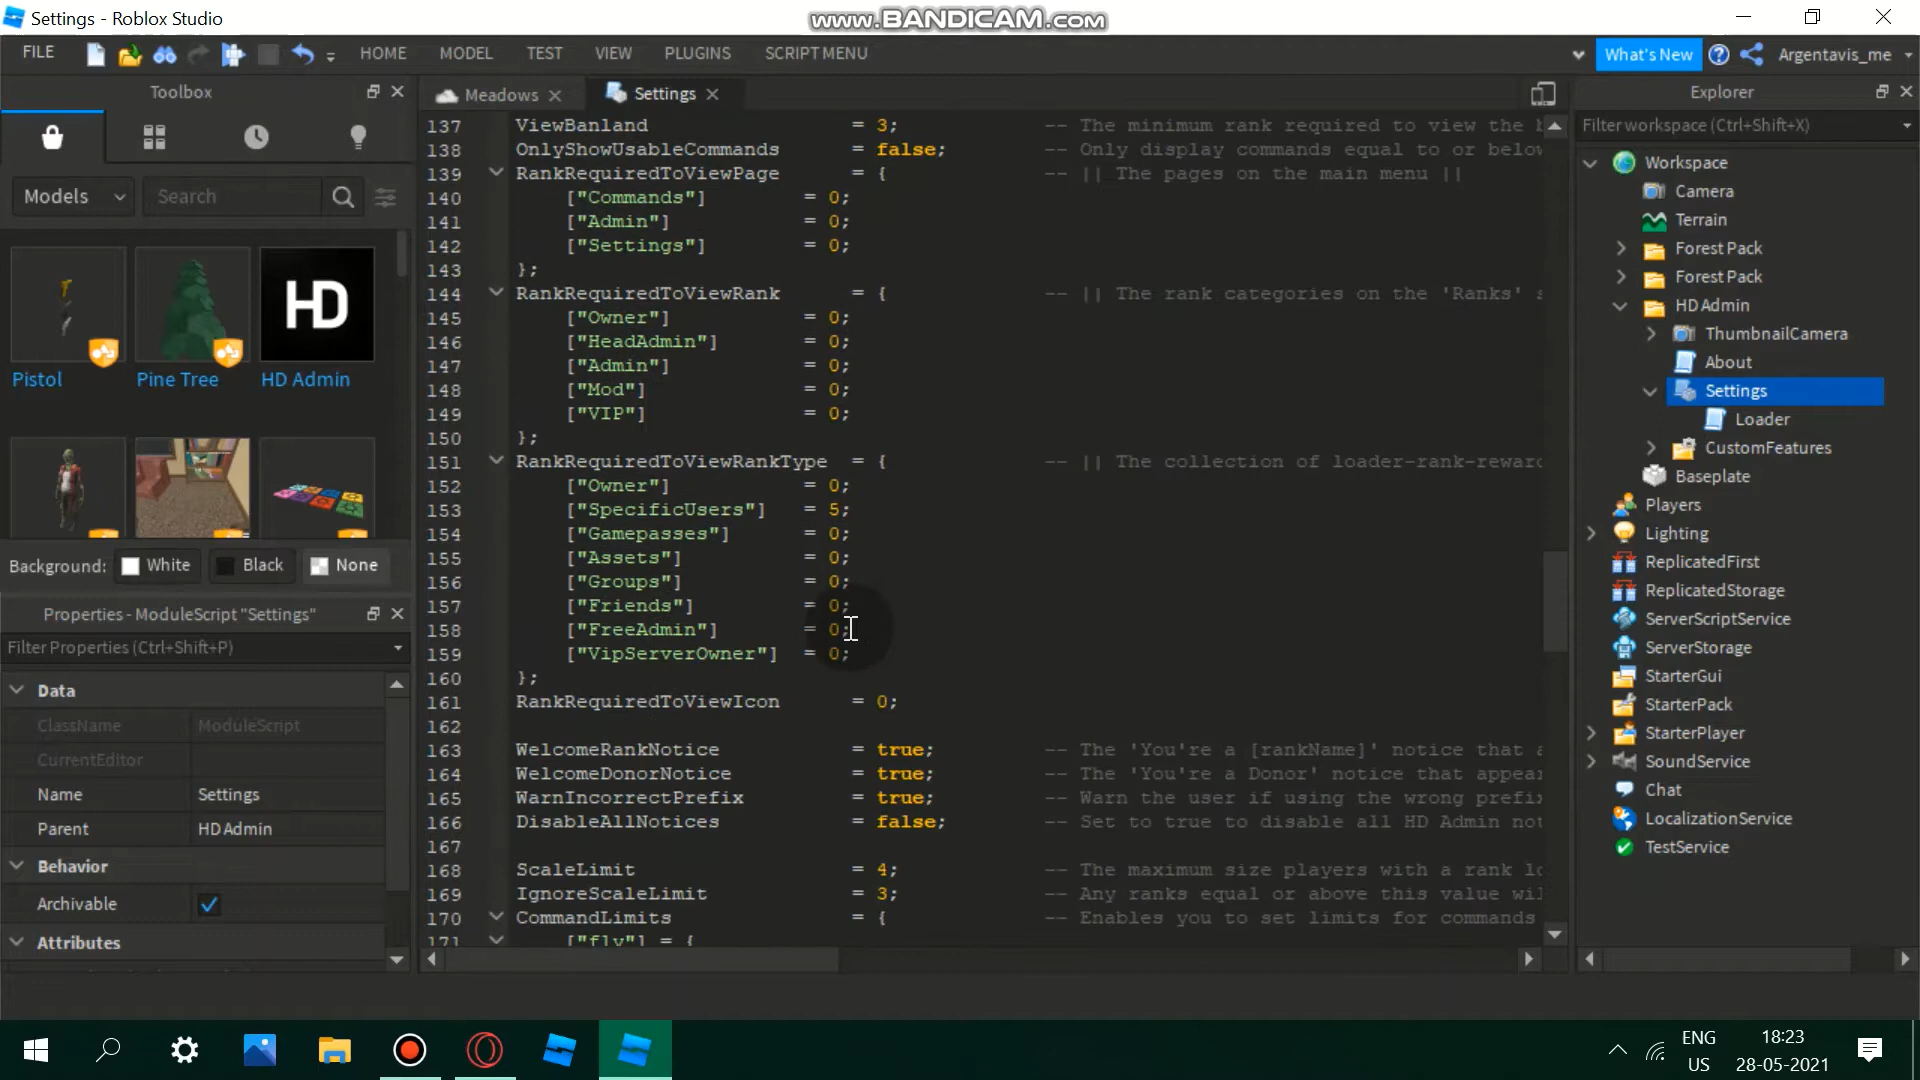 Settings - Roblox Studio
www.BANDICAM.com
FILE
HOME
MODEL
TEST
VIEW
PLUGINS
SCRIPT MENU
What's New
Argentavis_me
Toolbox
Meadows
Settings
Explorer
Models
Search
Pistol
Pine Tree
HD
HD Admin
Background:
White
Black
None
Properties - ModuleScript "Settings"
Filter Properties (Ctrl+Shift+P)
Data
ClassName ModuleScript
CurrentEditor
Name Settings
Parent HD Admin
Behavior
Archivable
Attributes
137 ViewBanland = 3; -- The minimum rank required to view the
138 OnlyShowUsableCommands = false; -- Only display commands equal to or below
139 RankRequiredToViewPage = { -- || The pages on the main menu ||
140 ["Commands"] = 0;
141 ["Admin"] = 0;
142 ["Settings"] = 0;
143 };
144 RankRequiredToViewRank = { -- || The rank categories on the 'Ranks'
145 ["Owner"] = 0;
146 ["HeadAdmin"] = 0;
147 ["Admin"] = 0;
148 ["Mod"] = 0;
149 ["VIP"] = 0;
150 };
151 RankRequiredToViewRankType = { -- || The collection of loader-rank-reward
152 ["Owner"] = 0;
153 ["SpecificUsers"] = 5;
154 ["Gamepasses"] = 0;
155 ["Assets"] = 0;
156 ["Groups"] = 0;
157 ["Friends"] = 0;
158 ["FreeAdmin"] = 0;
159 ["VipServerOwner"] = 0;
160 };
161 RankRequiredToViewIcon = 0;
162
163 WelcomeRankNotice = true; -- The 'You're a [rankName]' notice that
164 WelcomeDonorNotice = true; -- The 'You're a Donor' notice that appear
165 WarnIncorrectPrefix = true; -- Warn the user if using the wrong prefix
166 DisableAllNotices = false; -- Set to true to disable all HD Admin not
167
168 ScaleLimit = 4; -- The maximum size players with a rank lo
169 IgnoreScaleLimit = 3; -- Any ranks equal or above this value wil
170 CommandLimits = { -- Enables you to set limits for commands
171 ["fly"] = {
Filter workspace (Ctrl+Shift+X)
Workspace
Camera
Terrain
Forest Pack
Forest Pack
HD Admin
ThumbnailCamera
About
Settings
Loader
CustomFeatures
Baseplate
Players
Lighting
ReplicatedFirst
ReplicatedStorage
ServerScriptService
ServerStorage
StarterGui
StarterPack
StarterPlayer
SoundService
Chat
LocalizationService
TestService
ENG
US
18:23
28-05-2021